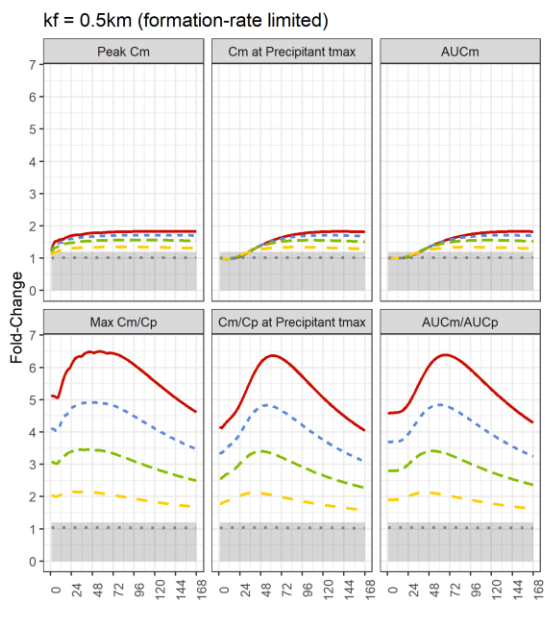 kf = 0.5km (formation-rate limited)
Peak Cm
Cm at Precipitant tmax
AUCm
7
6
5
4
3
2
1
0
Fold-Change
Max Cm/Cp
Cm/Cp at Precipitant tmax
AUCm/AUCp
7
6
5
4
3
2
1
0
0 24 48 72 96 120 144 168
0 24 48 72 96 120 144 168
0 24 48 72 96 120 144 168